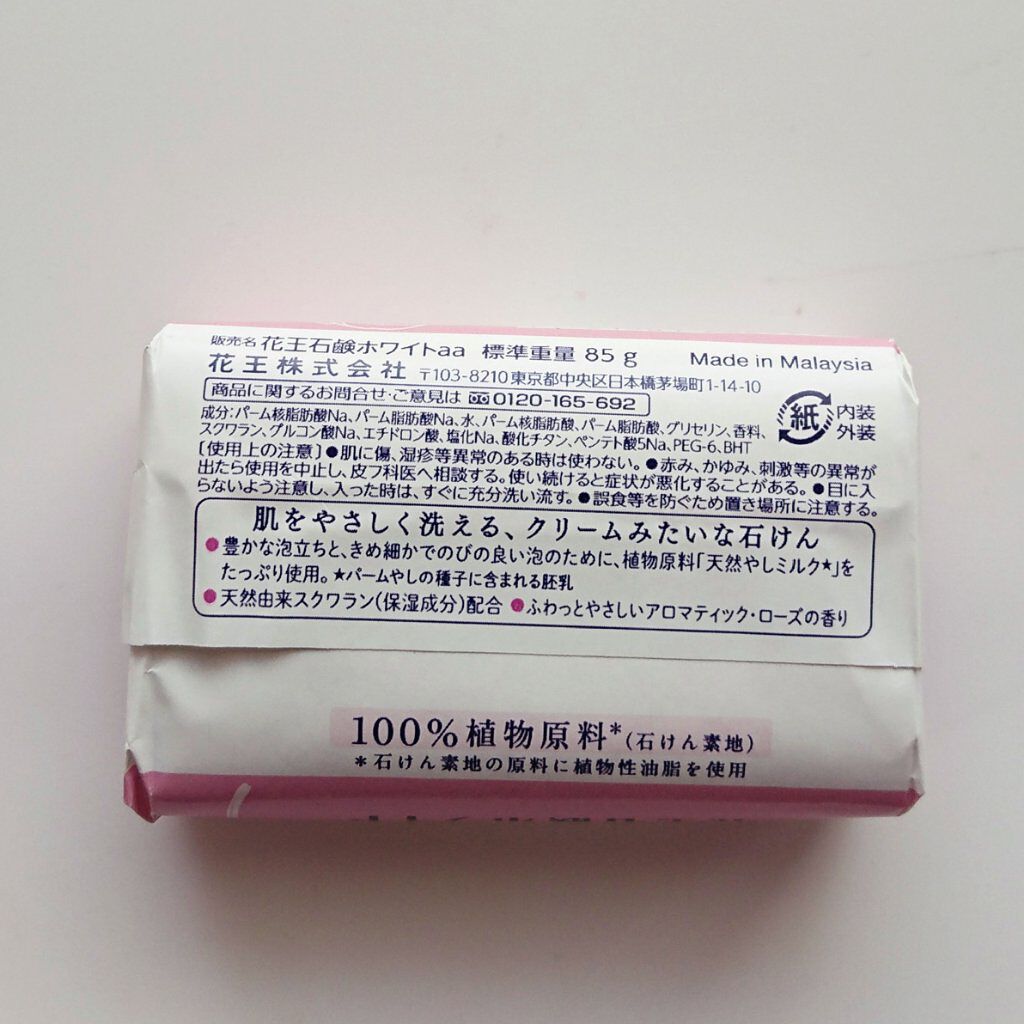 販売名 花王石鹸ホワイトaa 標準重量 85 g Made in Malaysia
花王株式会社 〒103-8210 東京都中央区日本橋茅場町1-14-10
商品に関するお問合せ・ご意見は 0120-165-692
紙 内装
外装
成分:パーム核脂肪酸Na、パーム脂肪酸Na、水、パーム核脂肪酸、パーム脂肪酸、グリセリン、香料、
スクワラン、グルコン酸Na、エチドロン酸、塩化Na、酸化チタン、ペンテト酸5Na、PEG-6、BHT
〔使用上の注意〕●肌に傷、湿疹等異常のある時は使わない。●赤み、かゆみ、刺激等の異常が
出たら使用を中止し、皮フ科医へ相談する。使い続けると症状が悪化することがある。●目に入
らないよう注意し、入った時は、すぐに充分洗い流す。●誤食等を防ぐため置き場所に注意する。
肌をやさしく洗える、クリームみたいな石けん
●豊かな泡立ちと、きめ細かでのびの良い泡のために、植物原料「天然やしミルク★」を
たっぷり使用。★パームやしの種子に含まれる胚乳
●天然由来スクワラン(保湿成分)配合 ●ふわっとやさしいアロマティック・ローズの香り
100%植物原料*(石けん素地)
*石けん素地の原料に植物性油脂を使用